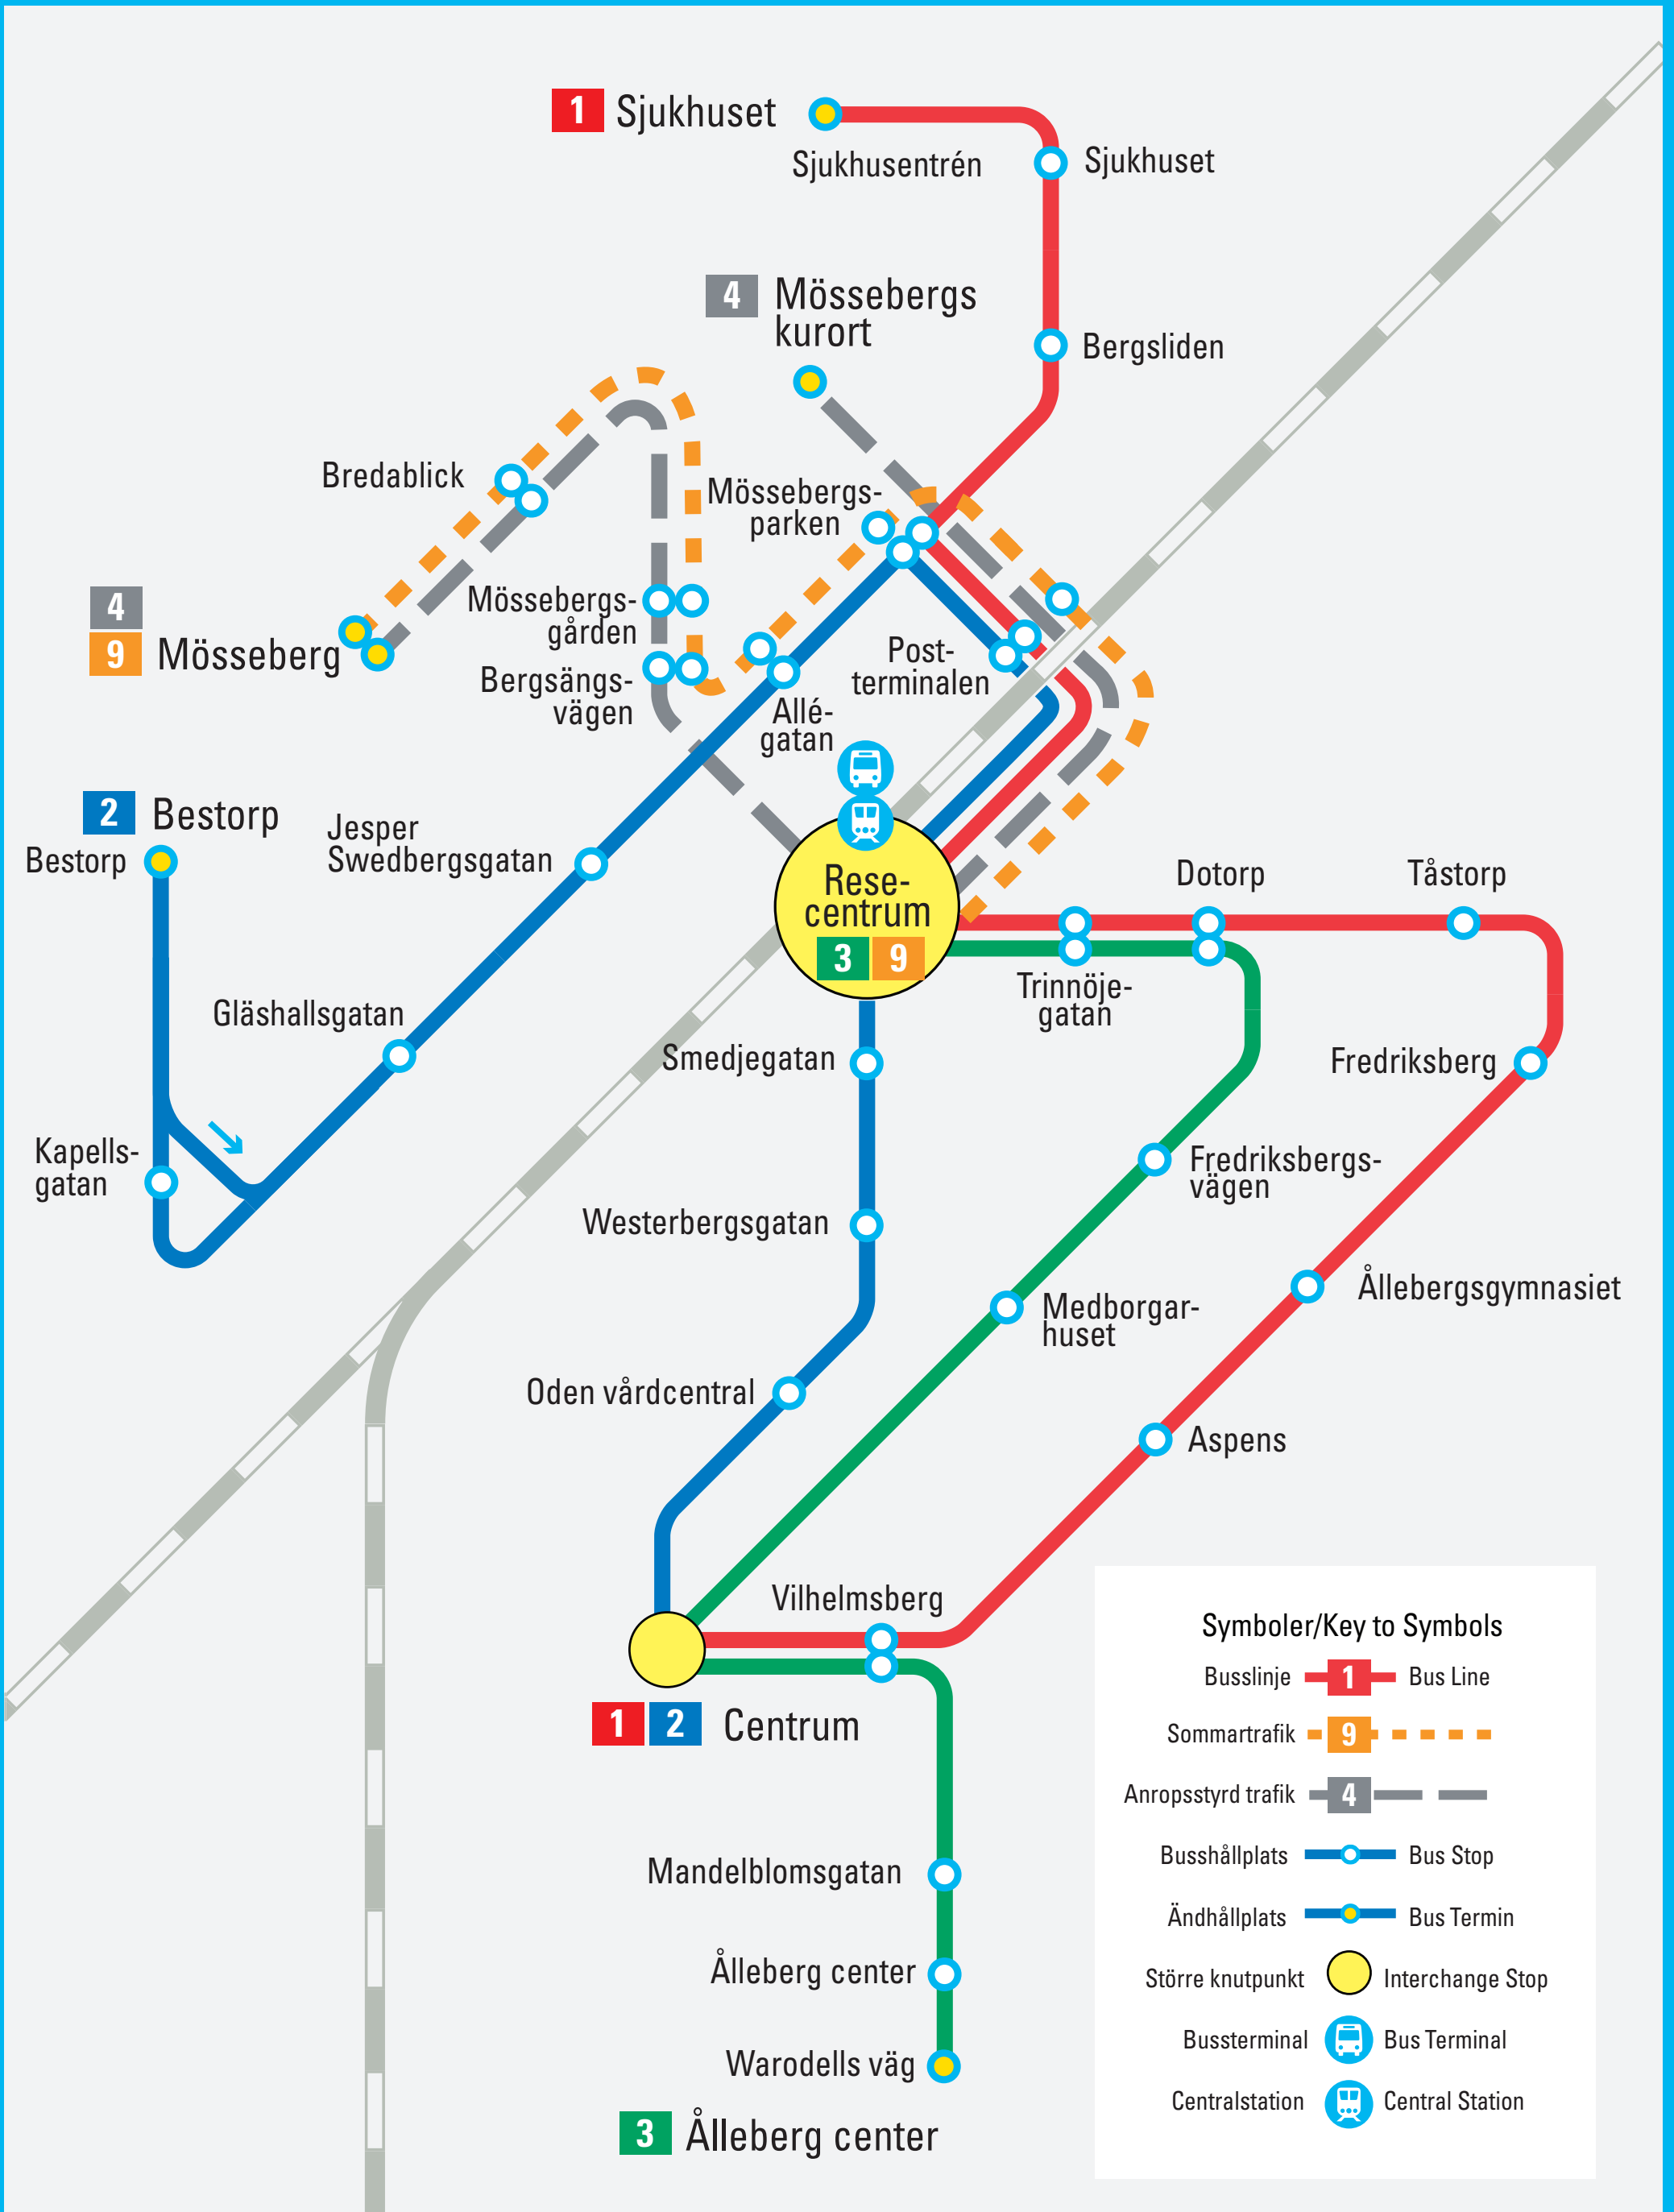 1 Sjukhuset
Sjukhusentrén
Sjukhuset
4 Mössebergs
kurort
Bergsliden
Bredablick
Mössebergs-
parken
4
9 Mösseberg
Mössebergs-
gården
Bergsängs-
vägen
Post-
terminalen
Allé-
gatan
2 Bestorp
Bestorp
Jesper
Swedbergsgatan
Rese-
centrum
3 9
Dotorp
Tåstorp
Trinnöje-
gatan
Gläshallsgatan
Smedjegatan
Fredriksberg
Kapells-
gatan
Fredriksbergs-
vägen
Westerbergsgatan
Medborgar-
huset
Ållebergsgymnasiet
Oden vårdcentral
Aspens
Vilhelmsberg
1 2 Centrum
Mandelblomsgatan
Ålleberg center
Warodells väg
3 Ålleberg center
Symboler/Key to Symbols
Busslinje 1 Bus Line
Sommartrafik 9
Anropsstyrd trafik 4
Busshållplats Bus Stop
Ändhållplats Bus Termin
Större knutpunkt Interchange Stop
Bussterminal Bus Terminal
Centralstation Central Station